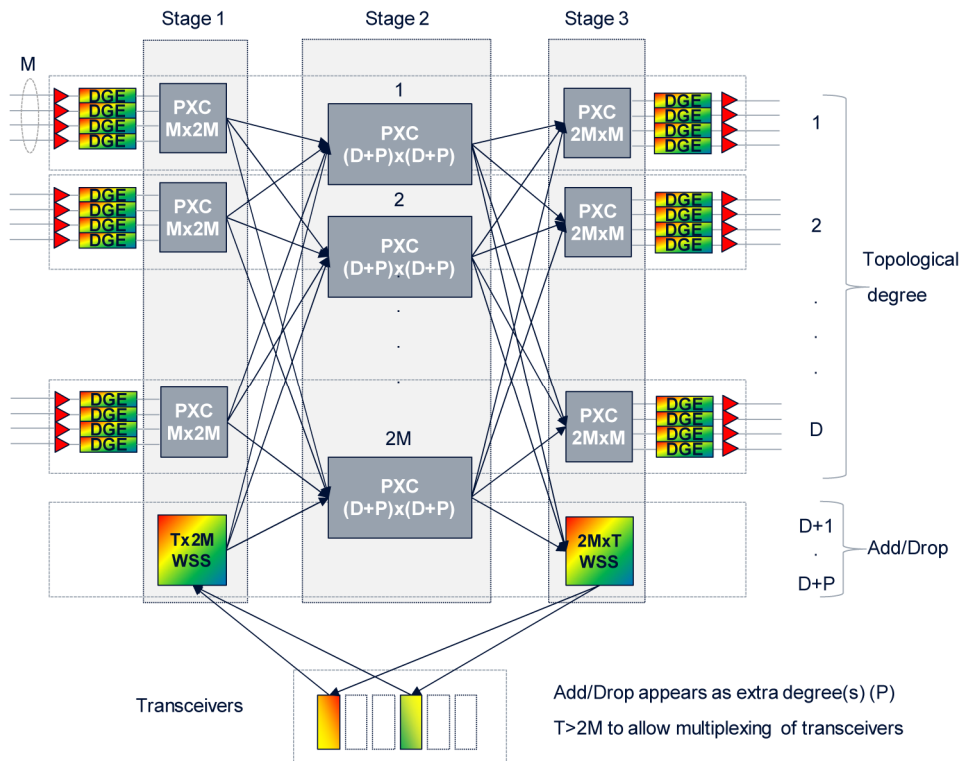 Stage 1 Stage 2 Stage 3
M
1
DGE PXC DGE
DGE Mx2M PXC 2MxM DGE 1
DGE PXC DGE
DGE (D+P)x(D+P) DGE
2
DGE PXC PXC DGE
DGE Mx2M PXC 2MxM DGE 2
DGE (D+P)x(D+P) DGE
DGE DGE
Topological
degree
.
.
.
.
.
.
.
DGE PXC PXC DGE
DGE Mx2M 2MxM DGE
DGE DGE D
DGE 2M DGE
PXC
(D+P)x(D+P)
Tx2M 2MxT D+1
WSS WSS . Add/Drop
D+P
Transceivers
Add/Drop appears as extra degree(s) (P)
T>2M to allow multiplexing of transceivers